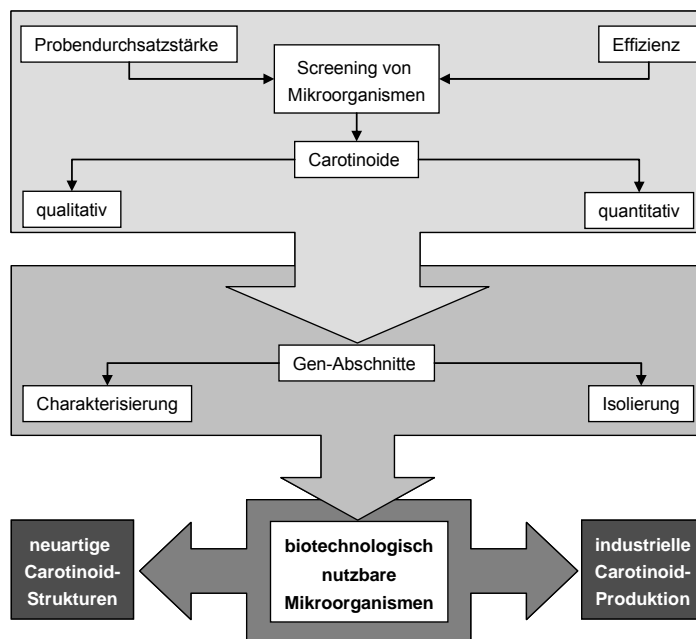 Probendurchsatzstärke
Effizienz
Screening von
Mikroorganismen
Carotinoide
qualitativ
quantitativ
Gen-Abschnitte
Charakterisierung
Isolierung
neuartige
Carotinoid-
Strukturen
biotechnologisch
nutzbare
Mikroorganismen
industrielle
Carotinoid-
Produktion